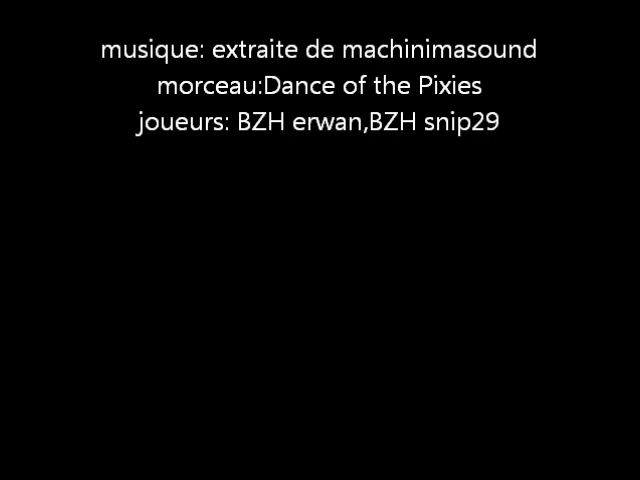 musique: extraite de machinimasound
morceau:Dance of the Pixies
joueurs: BZH erwan,BZH snip29